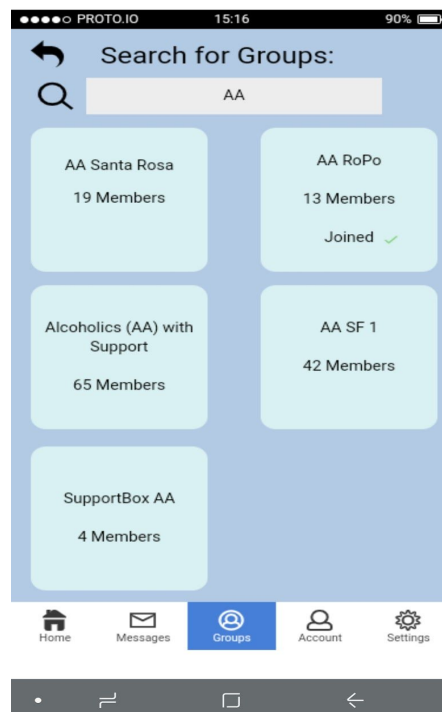 PROTO.IO 15:16 90%
Search for Groups:
AA
AA Santa Rosa
19 Members
AA RoPo
13 Members
Joined
Alcoholics (AA) with
Support
65 Members
AA SF 1
42 Members
SupportBox AA
4 Members
Home Messages Groups Account Settings